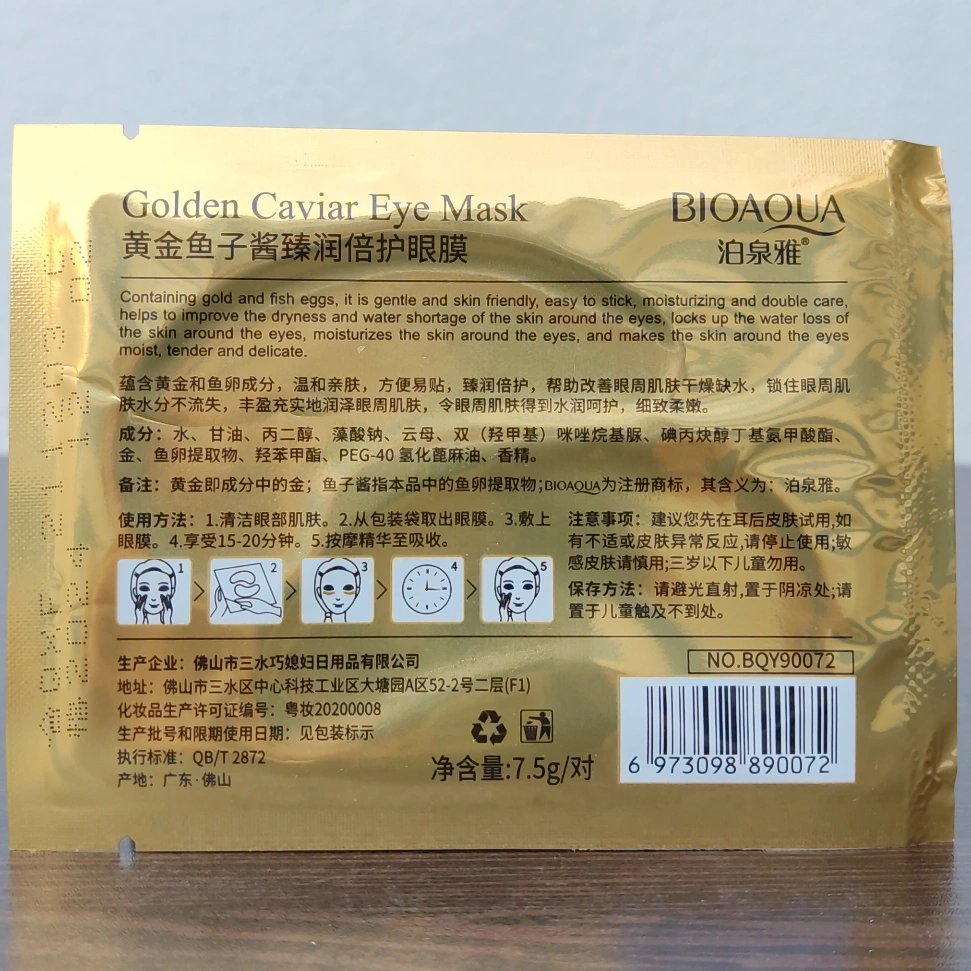 Golden Caviar Eye Mask
黄金鱼子酱臻润倍护眼膜
BIOAQUA
泊泉雅®
Containing gold and fish eggs, it is gentle and skin friendly, easy to stick, moisturizing and double care,
helps to improve the dryness and water shortage of the skin around the eyes, locks up the water loss of
the skin around the eyes, moisturizes the skin around the eyes, and makes the skin around the eyes
moist, tender and delicate.
蕴含黄金和鱼卵成分，温和亲肤，方便易贴，臻润倍护，帮助改善眼周肌肤干燥缺水，锁住眼周肌
肤水分不流失，丰盈充实地润泽眼周肌肤，令眼周肌肤得到水润呵护，细致柔嫩。
成分：水、甘油、丙二醇、藻酸钠、云母、双（羟甲基）咪唑烷基脲、碘丙炔醇丁基氨甲酸酯、
金、鱼卵提取物、羟苯甲酯、PEG-40 氢化蓖麻油、香精。
备注：黄金即成分中的金；鱼子酱指本品中的鱼卵提取物;BIOAQUA为注册商标，其含义为：泊泉雅。
使用方法：1.清洁眼部肌肤。2.从包装袋取出眼膜。3.敷上
眼膜。4.享受15-20分钟。5.按摩精华至吸收。
1 2 3 4 5
注意事项：建议您先在耳后皮肤试用,如
有不适或皮肤异常反应,请停止使用;敏
感皮肤请慎用;三岁以下儿童勿用。
保存方法：请避光直射,置于阴凉处;请
置于儿童触及不到处。
生产企业：佛山市三水巧媳妇日用品有限公司
地址：佛山市三水区中心科技工业区大塘园A区52-2号二层(F1)
化妆品生产许可证编号：粤妆20200008
生产批号和限期使用日期：见包装标示
执行标准：QB/T 2872
产地：广东·佛山
净含量:7.5g/对
NO.BQY90072
6 973098 890072